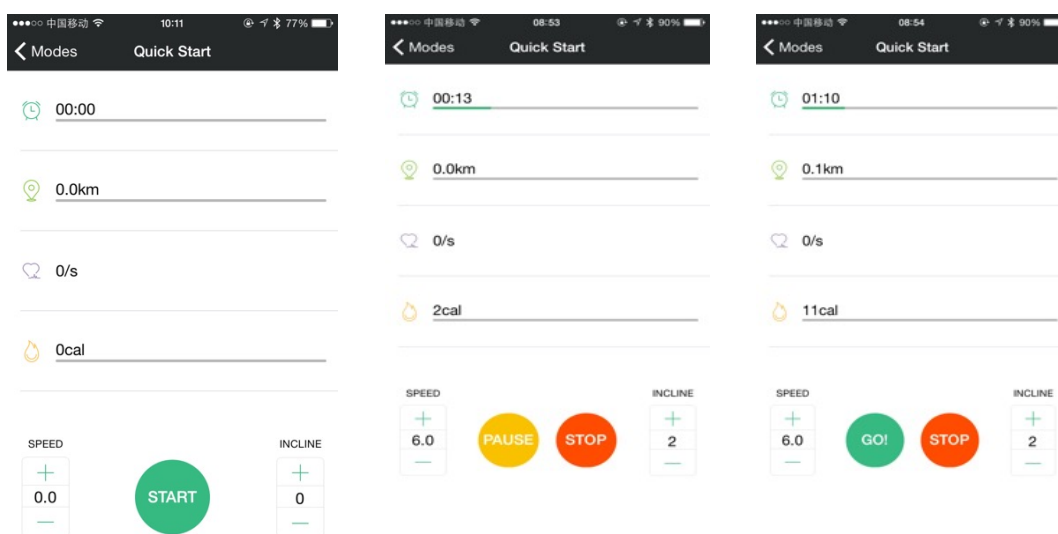 中国移动 10:11 77%
Modes Quick Start
00:00
0.0km
0/s
0cal
SPEED INCLINE
0.0 START 0
中国移动 08:53 90%
Modes Quick Start
00:13
0.0km
0/s
2cal
SPEED INCLINE
+ +
6.0 PAUSE STOP 2
— —
中国移动 08:54 90%
Modes Quick Start
01:10
0.1km
0/s
11cal
SPEED INCLINE
+ +
6.0 GO! STOP 2
— —